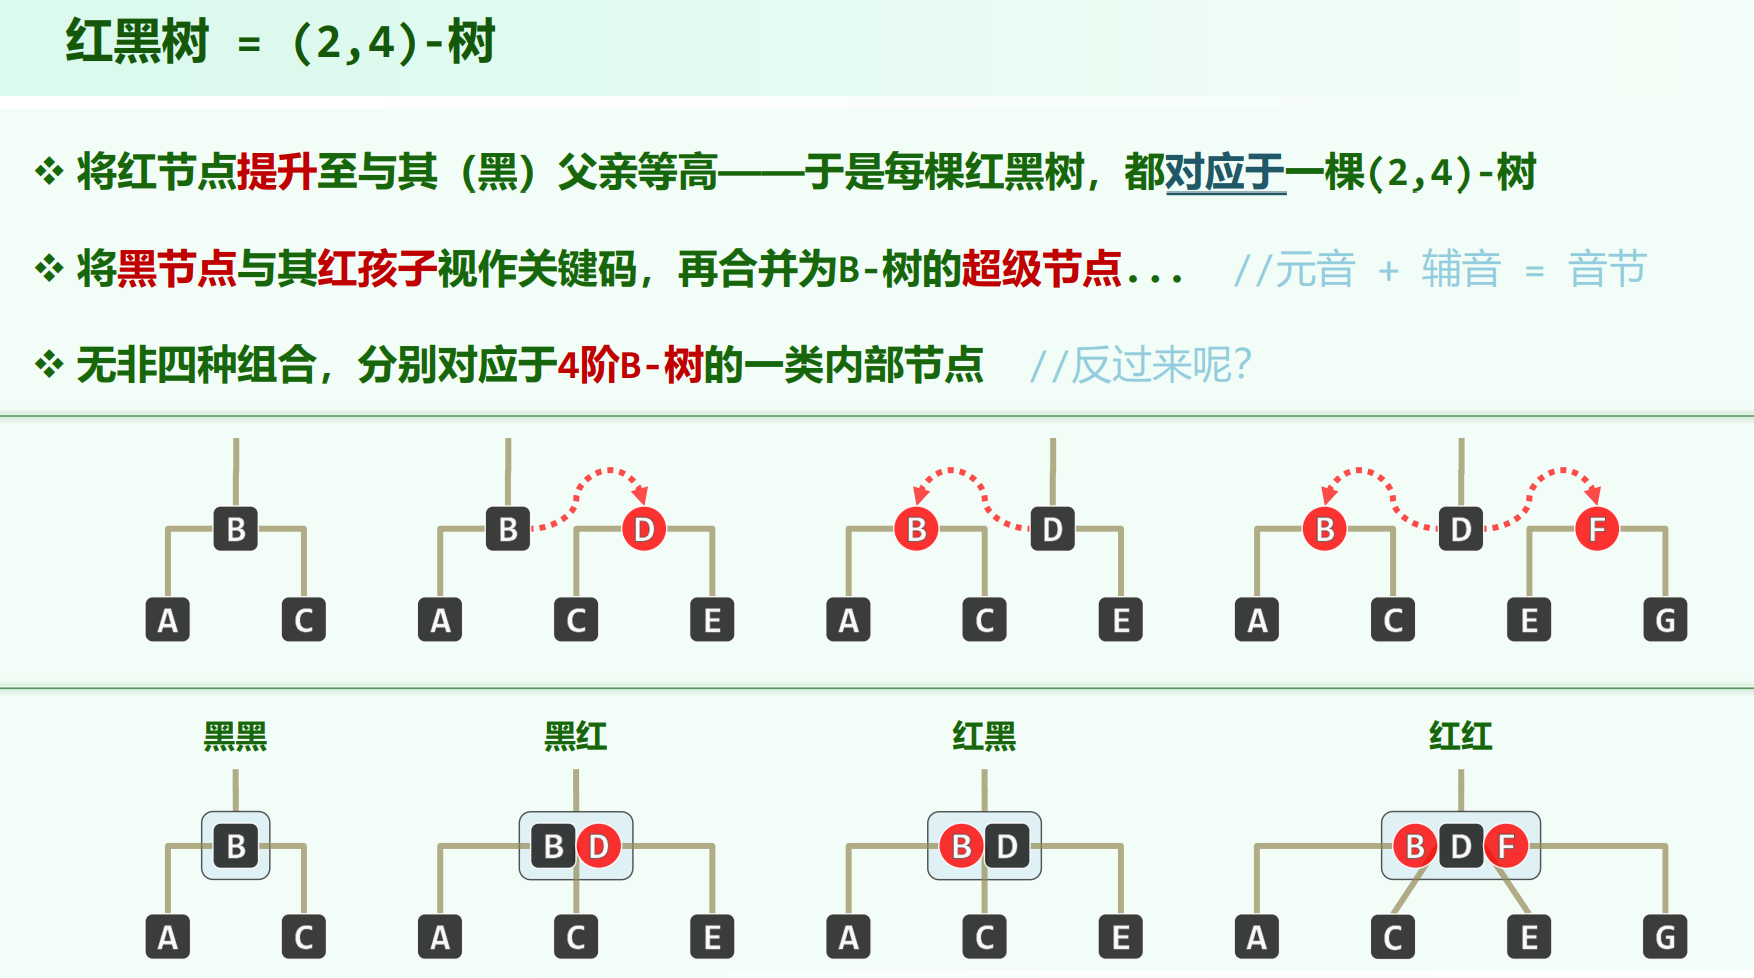 红黑树 = (2,4)-树
❖ 将红节点提升至与其（黑）父亲等高——于是每棵红黑树，都对应于一棵(2,4)-树
❖ 将黑节点与其红孩子视作关键码，再合并为B-树的超级节点... //元音 + 辅音 = 音节
❖ 无非四种组合，分别对应于4阶B-树的一类内部节点 //反过来呢？
B B D B D B D F
A C A C E A C E A C E G
黑黑 黑红 红黑 红红
B B D B D B D F
A C A C E A C E A C E G